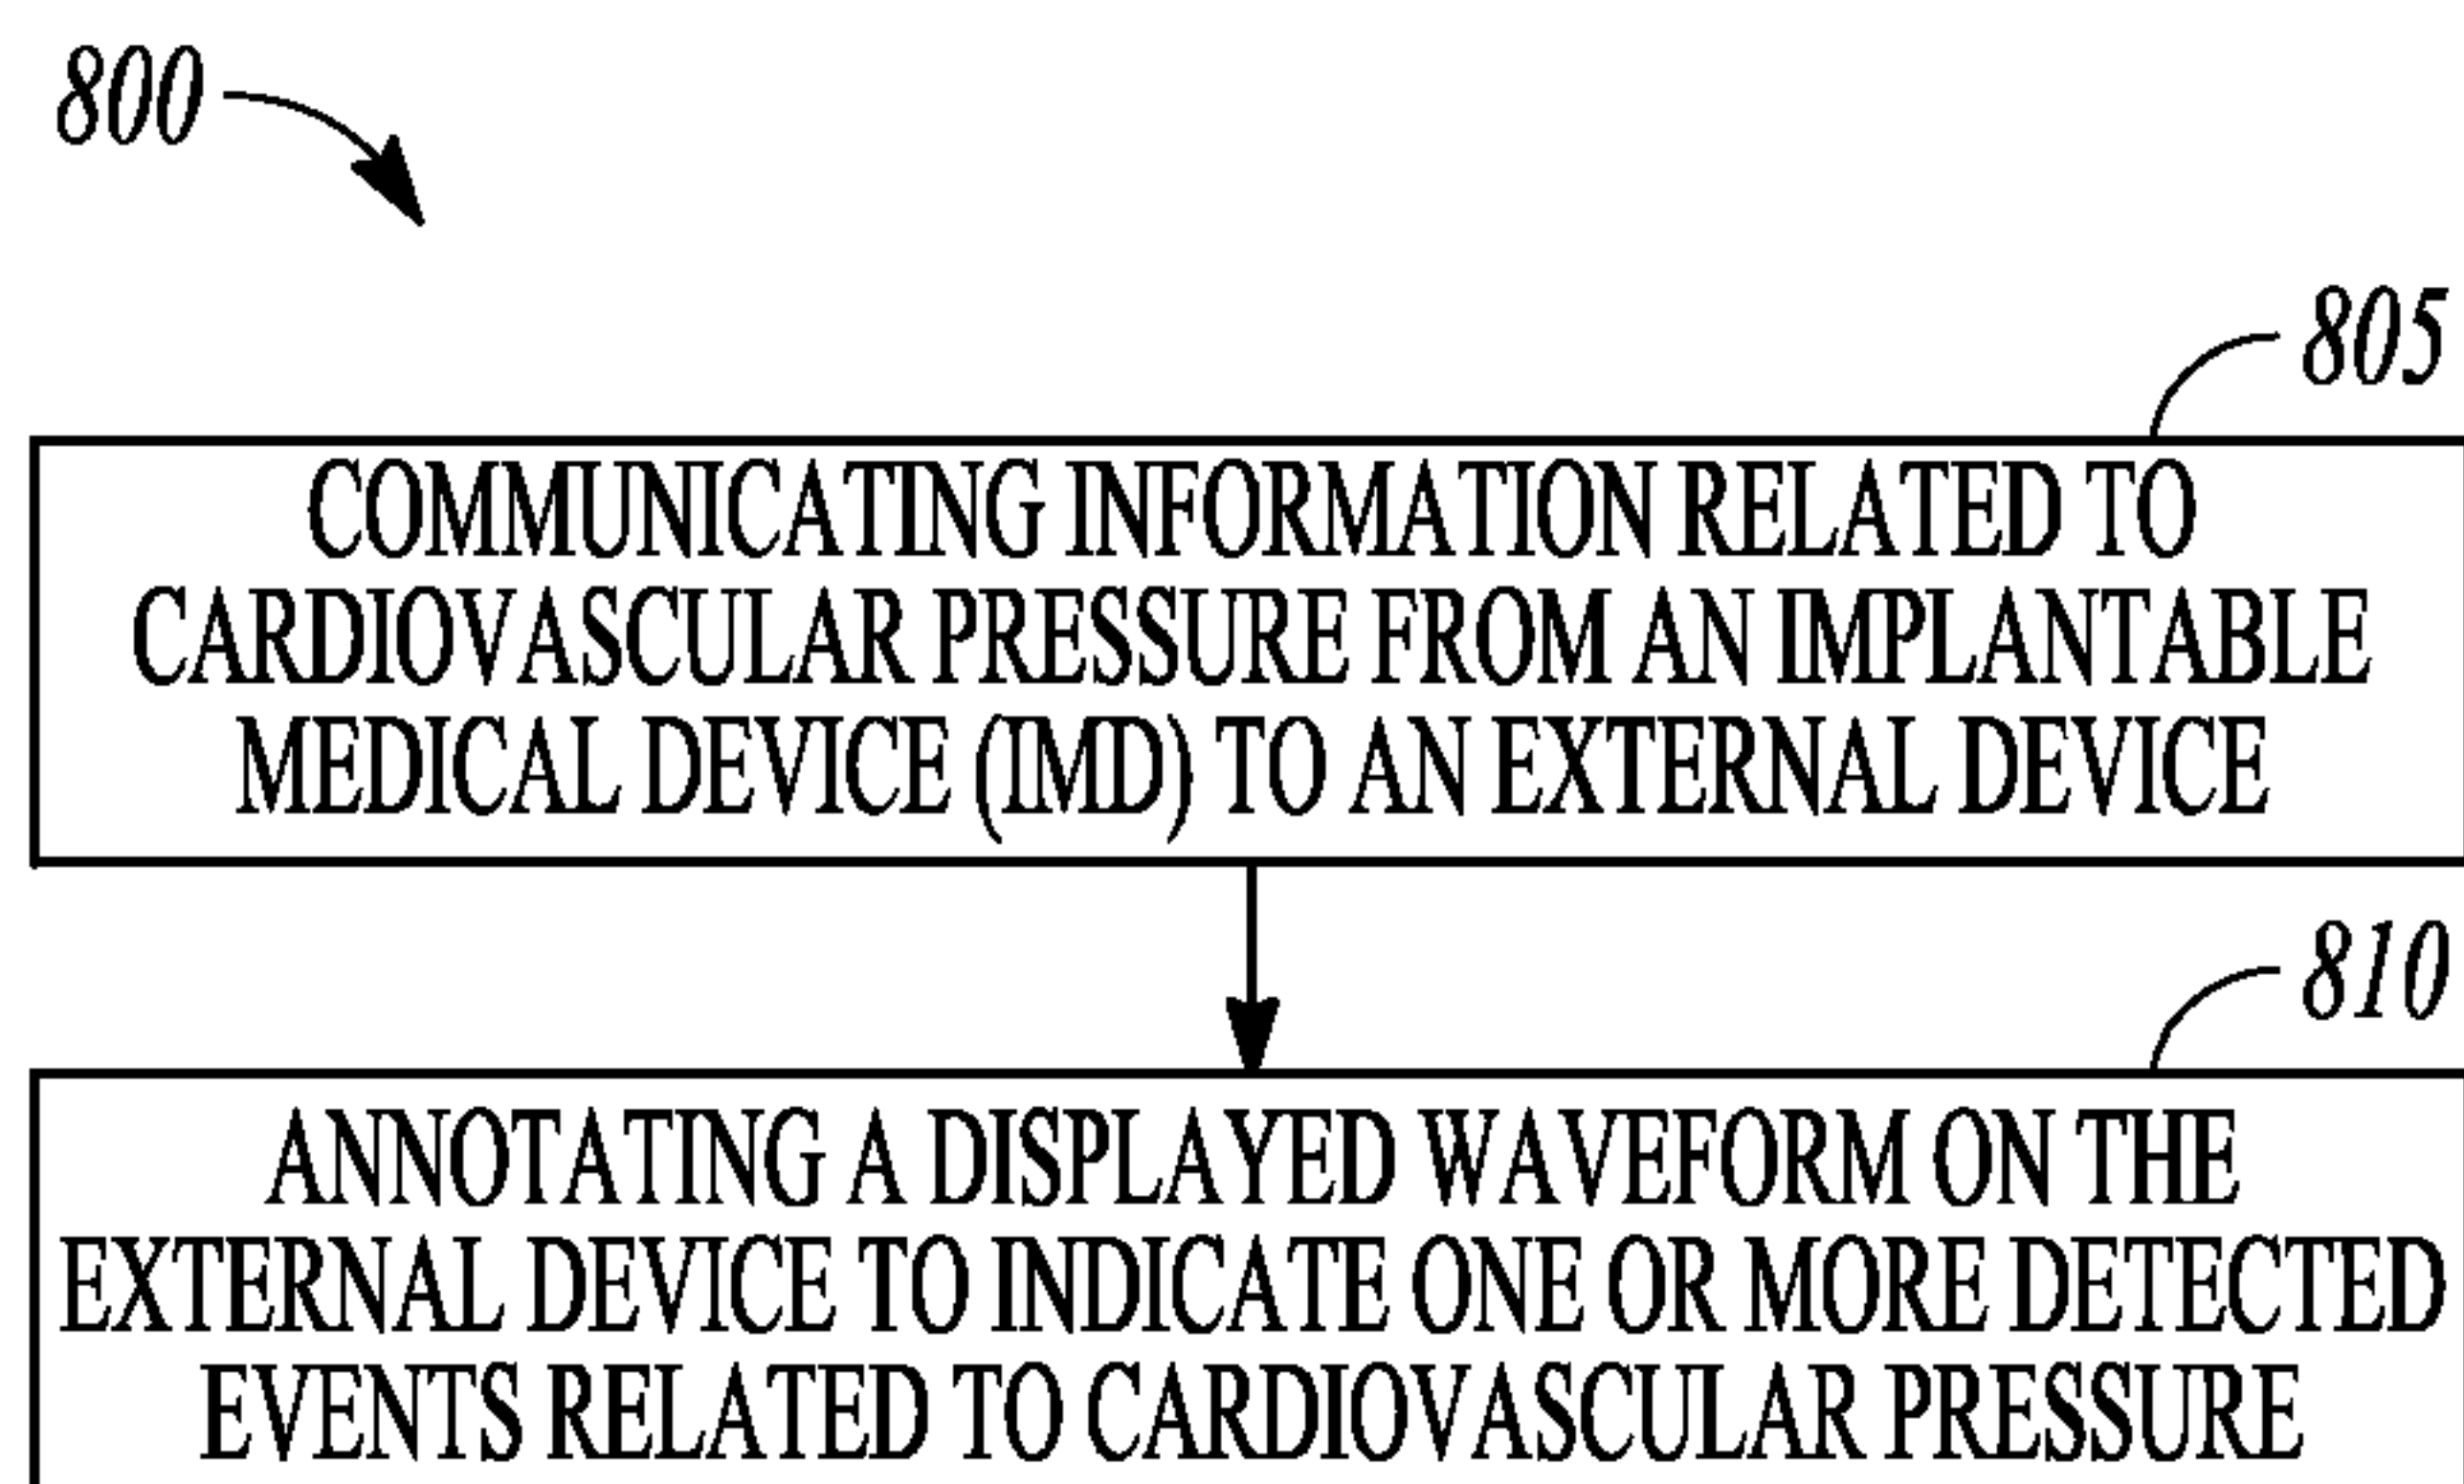 800
805
COMMUNICATING INFORMATION RELATED TO
CARDIOVASCULAR PRESSURE FROM AN IMPLANTABLE
MEDICAL DEVICE (IMD) TO AN EXTERNAL DEVICE
810
ANNOTATING A DISPLAYED WAVEFORM ON THE
EXTERNAL DEVICE TO INDICATE ONE OR MORE DETECTED
EVENTS RELATED TO CARDIOVASCULAR PRESSURE